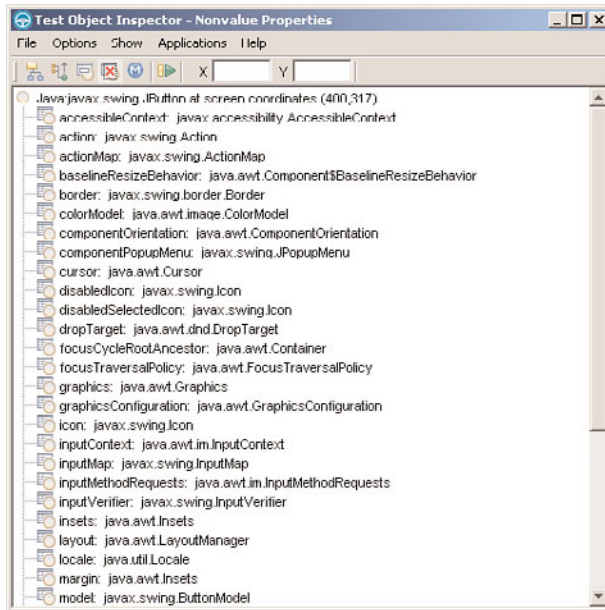 Test Object Inspector - Nonvalue Properties
File Options Show Applications Help
X Y
Java:javax.swing.JButton at screen coordinates (400,317)
accessibleContext: javax.accessibility.AccessibleContext
action: javax.swing.Action
actionMap: javax.swing.ActionMap
baselineResizeBehavior: java.awt.Component$BaselineResizeBehavior
border: javax.swing.border.Border
colorModel: java.awt.image.ColorModel
componentOrientation: java.awt.ComponentOrientation
componentPopupMenu: javax.swing.JPopupMenu
cursor: java.awt.Cursor
disabledIcon: javax.swing.Icon
disabledSelectedIcon: javax.swing.Icon
dropTarget: java.awt.dnd.DropTarget
focusCycleRootAncestor: java.awt.Container
focusTraversalPolicy: java.awt.FocusTraversalPolicy
graphics: java.awt.Graphics
graphicsConfiguration: java.awt.GraphicsConfiguration
icon: javax.swing.Icon
inputContext: java.awt.im.InputContext
inputMap: javax.swing.InputMap
inputMethodRequests: java.awt.im.InputMethodRequests
inputVerifier: javax.swing.InputVerifier
insets: java.awt.Insets
layout: java.awt.LayoutManager
locale: java.util.Locale
margin: java.awt.Insets
model: javax.swing.ButtonModel